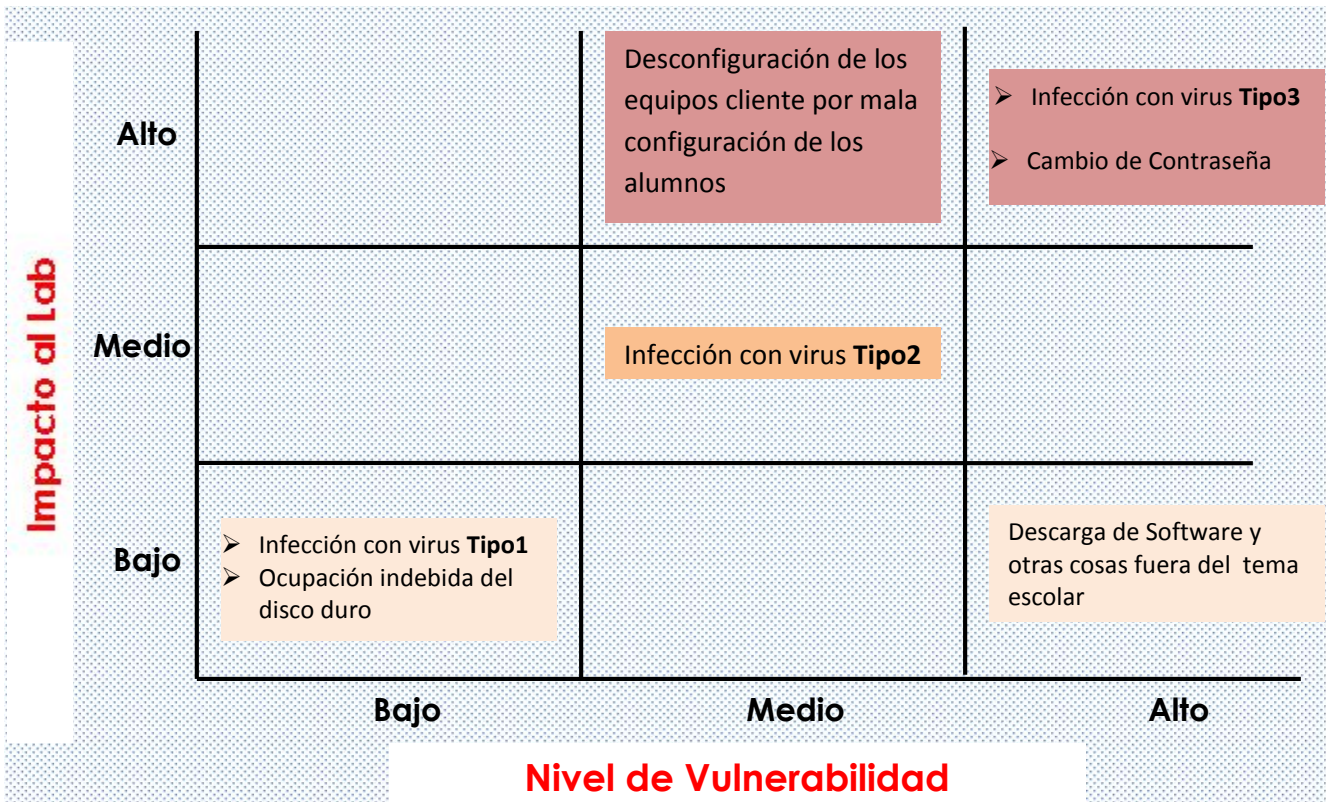 Impacto al Lab
Alto
Desconfiguración de los
equipos cliente por mala
configuración de los
alumnos
➢ Infección con virus Tipo3
➢ Cambio de Contraseña
Medio
Infección con virus Tipo2
Bajo
➢ Infección con virus Tipo1
➢ Ocupación indebida del
disco duro
Descarga de Software y
otras cosas fuera del tema
escolar
Bajo
Medio
Alto
Nivel de Vulnerabilidad